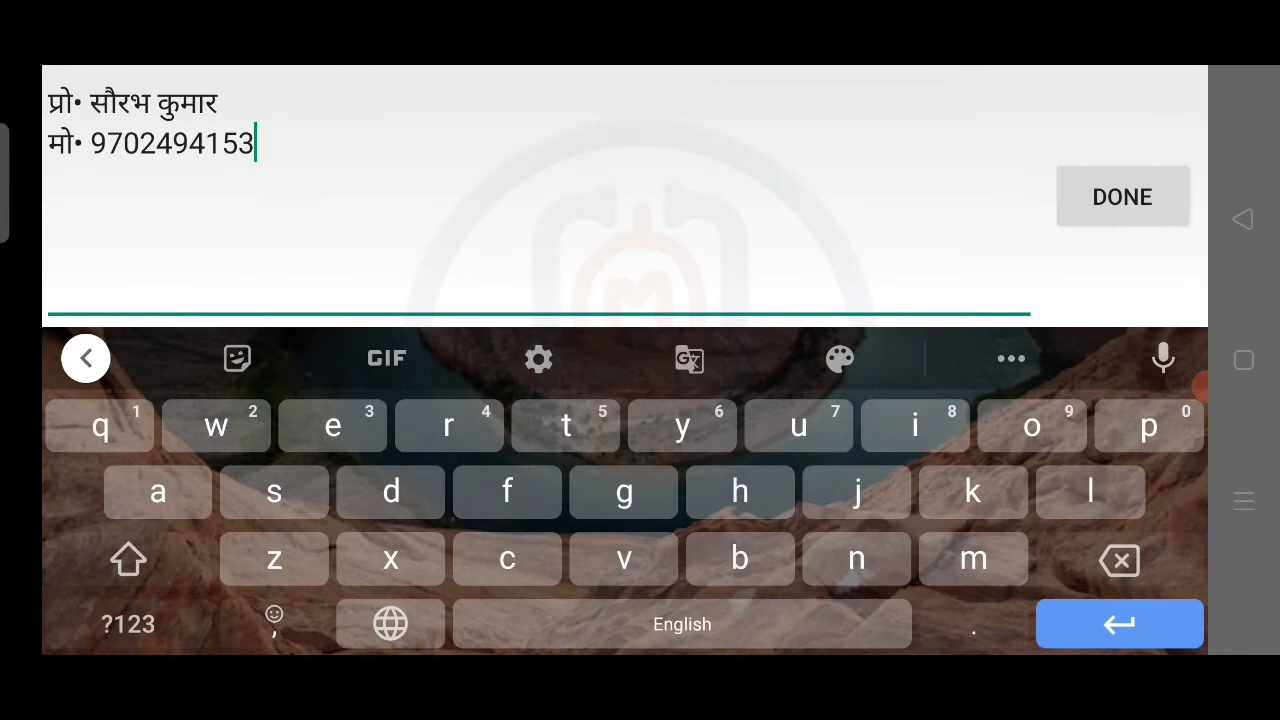 प्रो• सौरभ कुमार
मो• 9702494153
DONE
GIF
q 1 w 2 e 3 r 4 t 5 y 6 u 7 i 8 o 9 p 0
a s d f g h j k l
z x c v b n m
?123 , English .